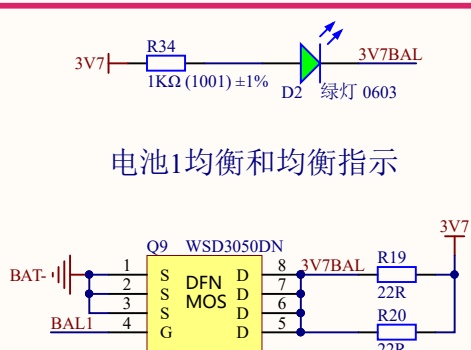 R34
3V7
3V7BAL
1KΩ (1001) ±1%
D2 绿灯 0603
电池1均衡和均衡指示
3V7
Q9 WSD3050DN
BAT-
1 S D 8 3V7BAL R19
2 S DFN D 7
22R
3 S MOS D 6
BAL1 4 G D 5 R20
22R